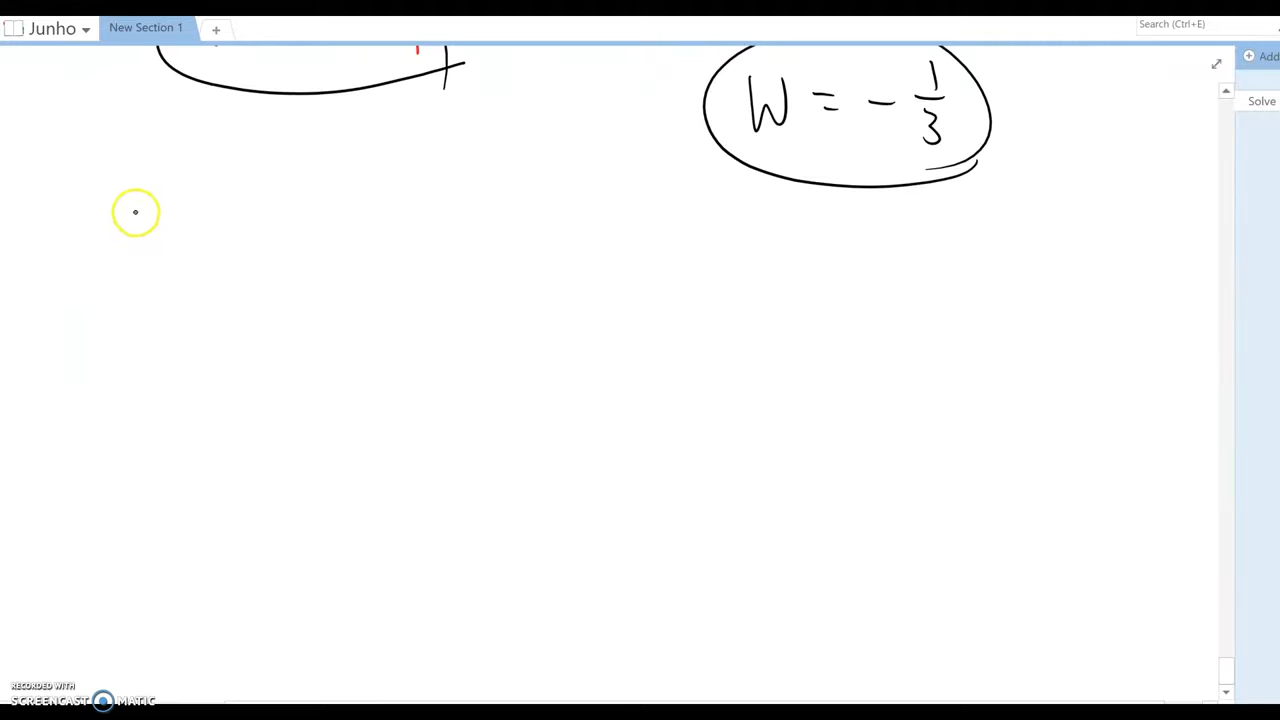 Junho
New Section 1
Search (Ctrl+E)
Add
Solve
W = - 1/3
RECORDED WITH
SCREENCAST MATIC